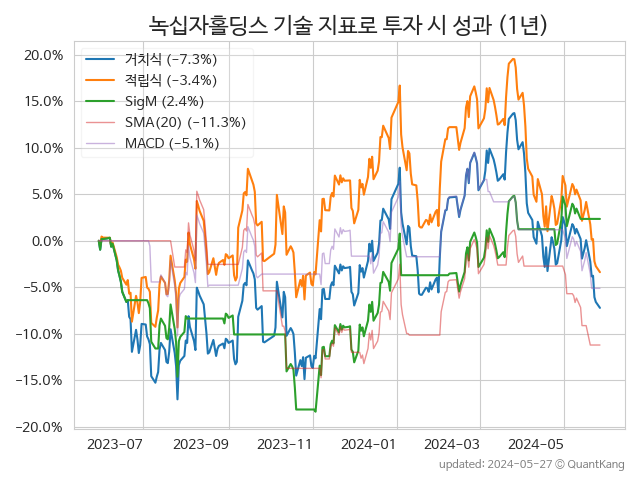 녹십자홀딩스 기술 지표로 투자 시 성과 (1년)
20.0%
15.0%
10.0%
5.0%
0.0%
−5.0%
−10.0%
−15.0%
−20.0%
거치식 (−7.3%)
적립식 (−3.4%)
SigM (2.4%)
SMA(20) (−11.3%)
MACD (−5.1%)
2023-07
2023-09
2023-11
2024-01
2024-03
2024-05
updated: 2024-05-27 © QuantKang